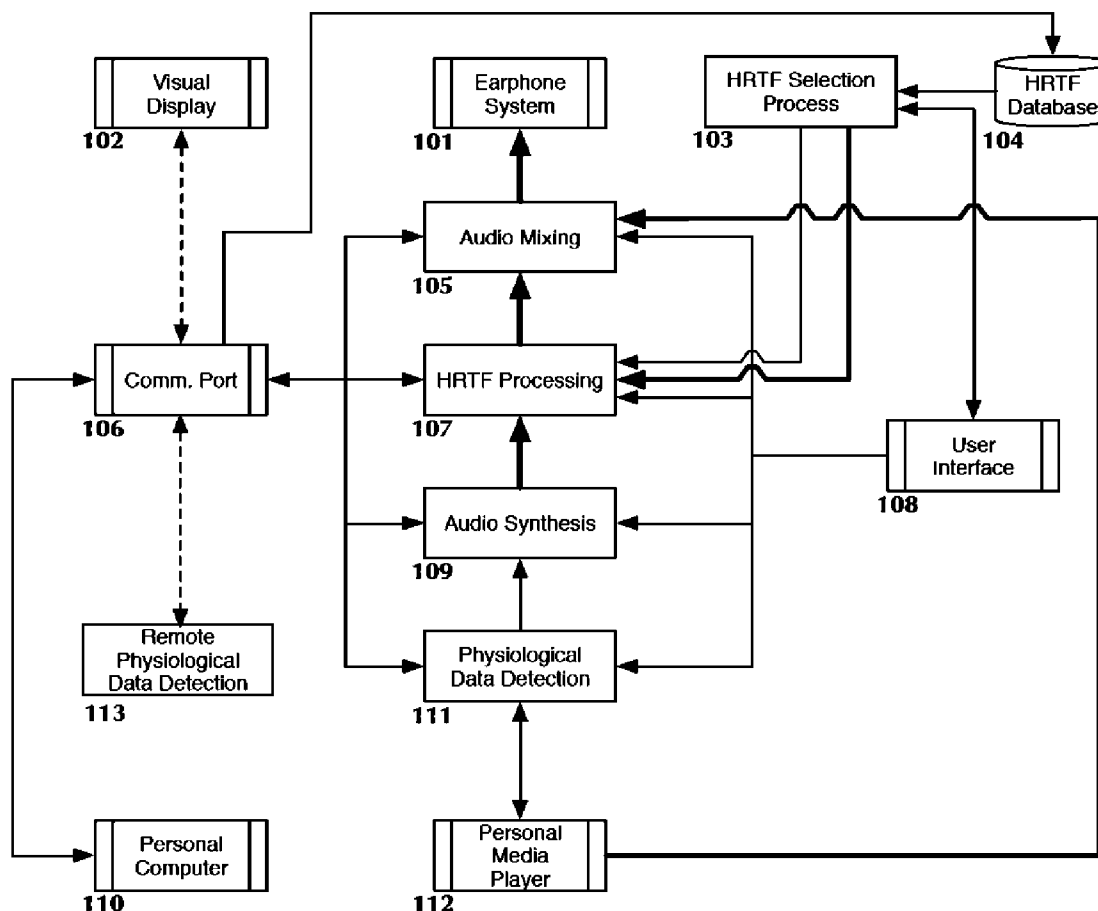 Visual
Display
102
Earphone
System
101
HRTF Selection
Process
103
HRTF
Database
104
Audio Mixing
105
Comm. Port
106
HRTF Processing
107
User
Interface
108
Audio Synthesis
109
Remote
Physiological
Data Detection
113
Physiological
Data Detection
111
Personal
Computer
110
Personal
Media
Player
112